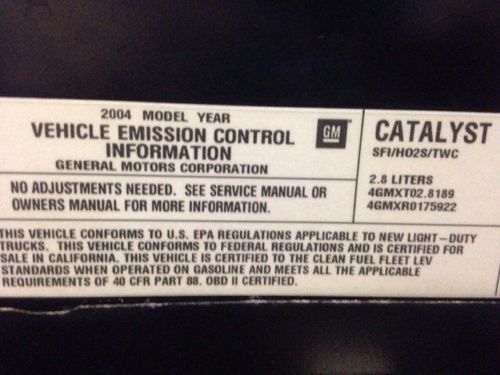 2004 MODEL YEAR
VEHICLE EMISSION CONTROL
INFORMATION
GENERAL MOTORS CORPORATION
GM
CATALYST
SFI/HO2S/TWC
2.8 LITERS
4GMXT02.8189
4GMXR0175922
NO ADJUSTMENTS NEEDED. SEE SERVICE MANUAL OR
OWNERS MANUAL FOR MORE INFORMATION.
THIS VEHICLE CONFORMS TO U.S. EPA REGULATIONS APPLICABLE TO NEW LIGHT-DUTY
TRUCKS. THIS VEHICLE CONFORMS TO FEDERAL REGULATIONS AND IS CERTIFIED FOR
SALE IN CALIFORNIA. THIS VEHICLE IS CERTIFIED TO THE CLEAN FUEL FLEET LEV
STANDARDS WHEN OPERATED ON GASOLINE AND MEETS ALL THE APPLICABLE
REQUIREMENTS OF 40 CFR PART 88. OBD II CERTIFIED.